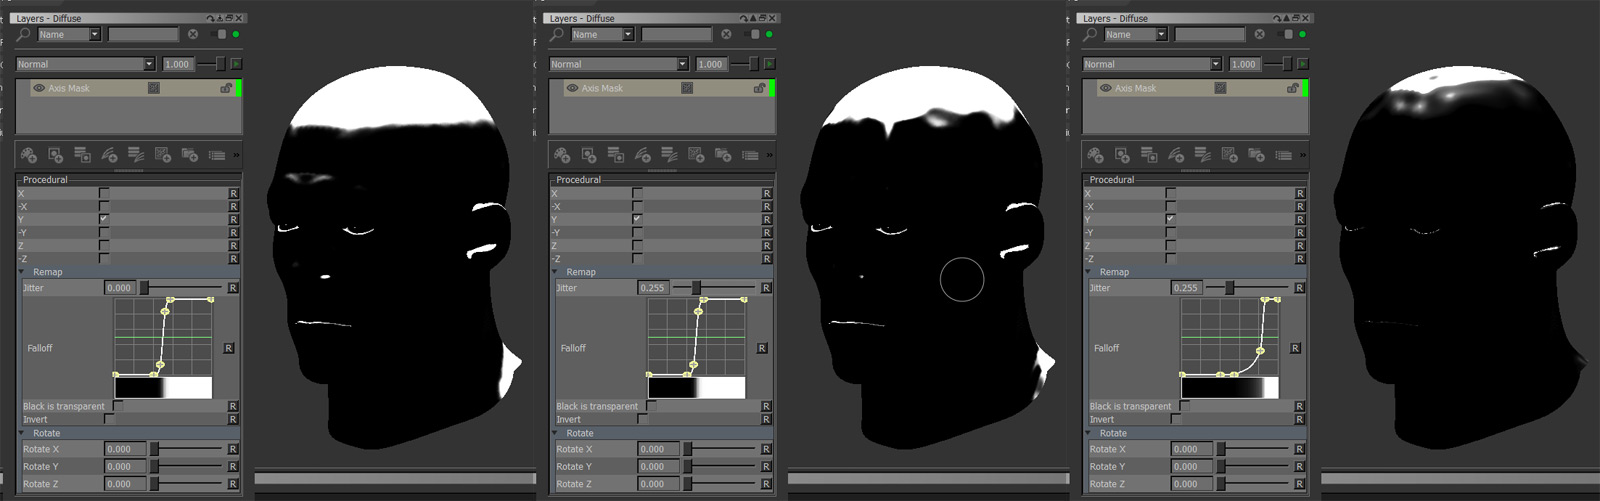 Layers - Diffuse
Name
Normal 1.000
Axis Mask
Procedural
X R
-X R
Y R
-Y R
Z R
-Z R
Remap
Jitter 0.000 R
Falloff R
Black is transparent R
Invert R
Rotate
Rotate X 0.000 R
Rotate Y 0.000 R
Rotate Z 0.000 R
Layers - Diffuse
Name
Normal 1.000
Axis Mask
Procedural
X R
-X R
Y R
-Y R
Z R
-Z R
Remap
Jitter 0.255 R
Falloff R
Black is transparent R
Invert R
Rotate
Rotate X 0.000 R
Rotate Y 0.000 R
Rotate Z 0.000 R
Layers - Diffuse
Name
Normal 1.000
Axis Mask
Procedural
X R
-X R
Y R
-Y R
Z R
-Z R
Remap
Jitter 0.255 R
Falloff R
Black is transparent R
Invert R
Rotate
Rotate X 0.000 R
Rotate Y 0.000 R
Rotate Z 0.000 R